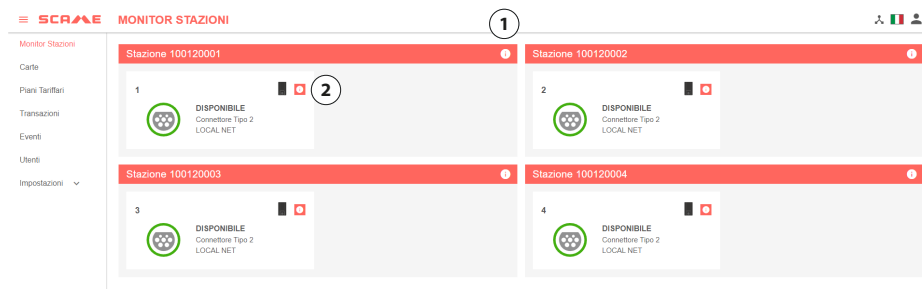 SCAME
MONITOR STAZIONI
1
Monitor Stazioni
Carte
Piani Tariffari
Transazioni
Eventi
Utenti
Impostazioni
Stazione 100120001
1
2
DISPONIBILE
Connettore Tipo 2
LOCAL NET
Stazione 100120002
2
DISPONIBILE
Connettore Tipo 2
LOCAL NET
Stazione 100120003
3
DISPONIBILE
Connettore Tipo 2
LOCAL NET
Stazione 100120004
4
DISPONIBILE
Connettore Tipo 2
LOCAL NET